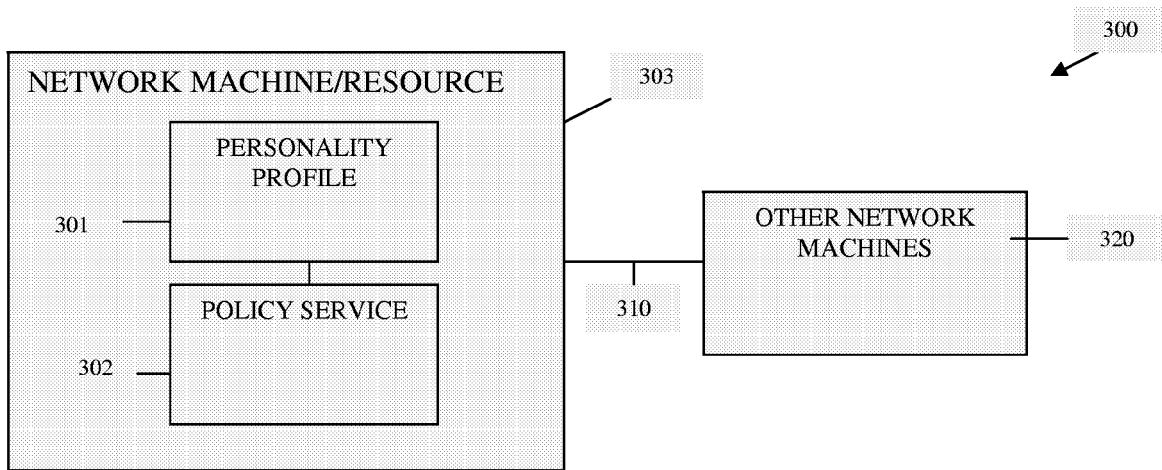 300
303
NETWORK MACHINE/RESOURCE
PERSONALITY
PROFILE
301
POLICY SERVICE
302
310
OTHER NETWORK
MACHINES
320